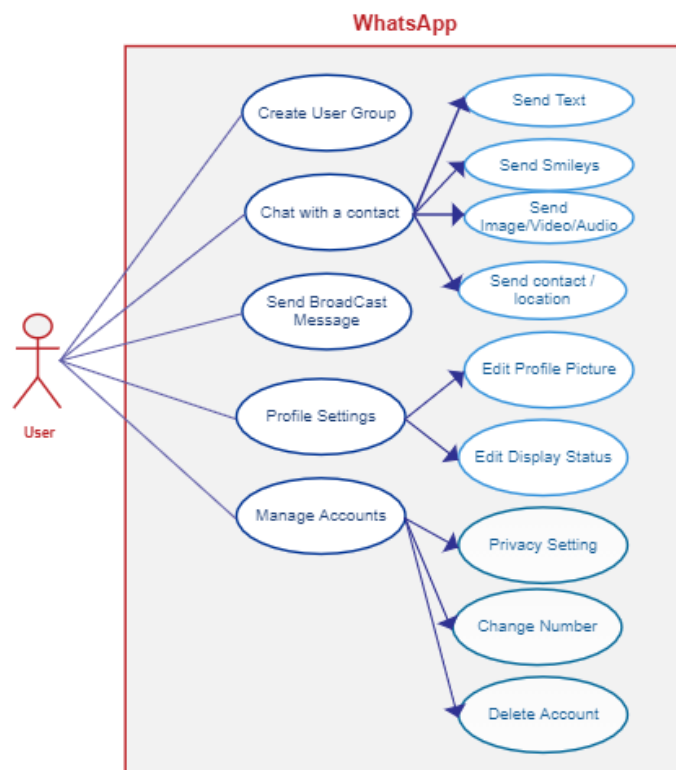 WhatsApp
Create User Group
Send Text
Send Smileys
Chat with a contact
Send
Image/Video/Audio
Send contact /
location
Send BroadCast
Message
Edit Profile Picture
Profile Settings
User
Edit Display Status
Manage Accounts
Privacy Setting
Change Number
Delete Account